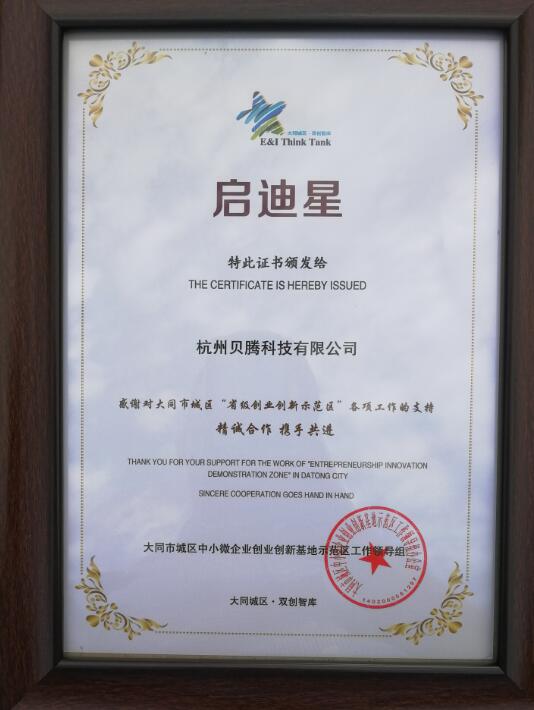 大同城区·双创智库
E&I Think Tank
启迪星
特此证书颁发给
THE CERTIFICATE IS HEREBY ISSUED
杭州贝腾科技有限公司
感谢对大同市城区“省级创业创新示范区”各项工作的支持
精诚合作 携手共进
THANK YOU FOR YOUR SUPPORT FOR THE WORK OF "ENTREPRENEURSHIP INNOVATION
DEMONSTRATION ZONE" IN DATONG CITY
SINCERE COOPERATION GOES HAND IN HAND
大同市城区中小微企业创业创新基地示范区工作领导组
大同城区·双创智库